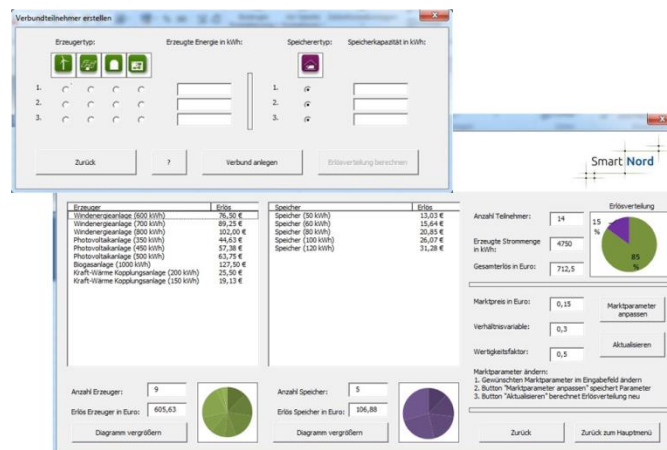 Verbundteilnehmer erstellen
Erzeugertyp: Erzeugte Energie in kWh: Speicherertyp: Speicherkapazität in kWh:
1. 1.
2. 2.
3. 3.
Zurück ? Verbund anlegen Erlösverteilung berechnen
Smart Nord
Erzeuger Erlös
Windenergieanlage (600 kWh) 76,50 €
Windenergieanlage (700 kWh) 89,25 €
Windenergieanlage (800 kWh) 102,00 €
Photovoltaikanlage (350 kWh) 44,63 €
Photovoltaikanlage (450 kWh) 57,38 €
Photovoltaikanlage (500 kWh) 63,75 €
Biogasanlage (1000 kWh) 127,50 €
Kraft-Wärme Kopplungsanlage (200 kWh) 25,50 €
Kraft-Wärme Kopplungsanlage (150 kWh) 19,13 €
Speicher Erlös
Speicher (50 kWh) 13,03 €
Speicher (60 kWh) 15,64 €
Speicher (80 kWh) 20,85 €
Speicher (100 kWh) 26,07 €
Speicher (120 kWh) 31,28 €
Anzahl Teilnehmer: 14
Erzeugte Strommenge
in kWh: 4750
Gesamterlös in Euro: 712,5
Erlösverteilung
15
%
85
%
Marktpreis in Euro: 0,15
Verhältnisvariable: 0,3
Wertigkeitsfaktor: 0,5
Marktparameter
anpassen
Aktualisieren
Marktparameter ändern:
1. Gewünschten Marktparameter im Eingabefeld ändern
2. Button "Marktparameter anpassen" speichert Parameter
3. Button "Aktualisieren" berechnet Erlösverteilung neu
Anzahl Erzeuger: 9
Erlös Erzeuger in Euro: 605,63
Diagramm vergrößern
Anzahl Speicher: 5
Erlös Speicher in Euro: 106,88
Diagramm vergrößern
Zurück Zurück zum Hauptmenü